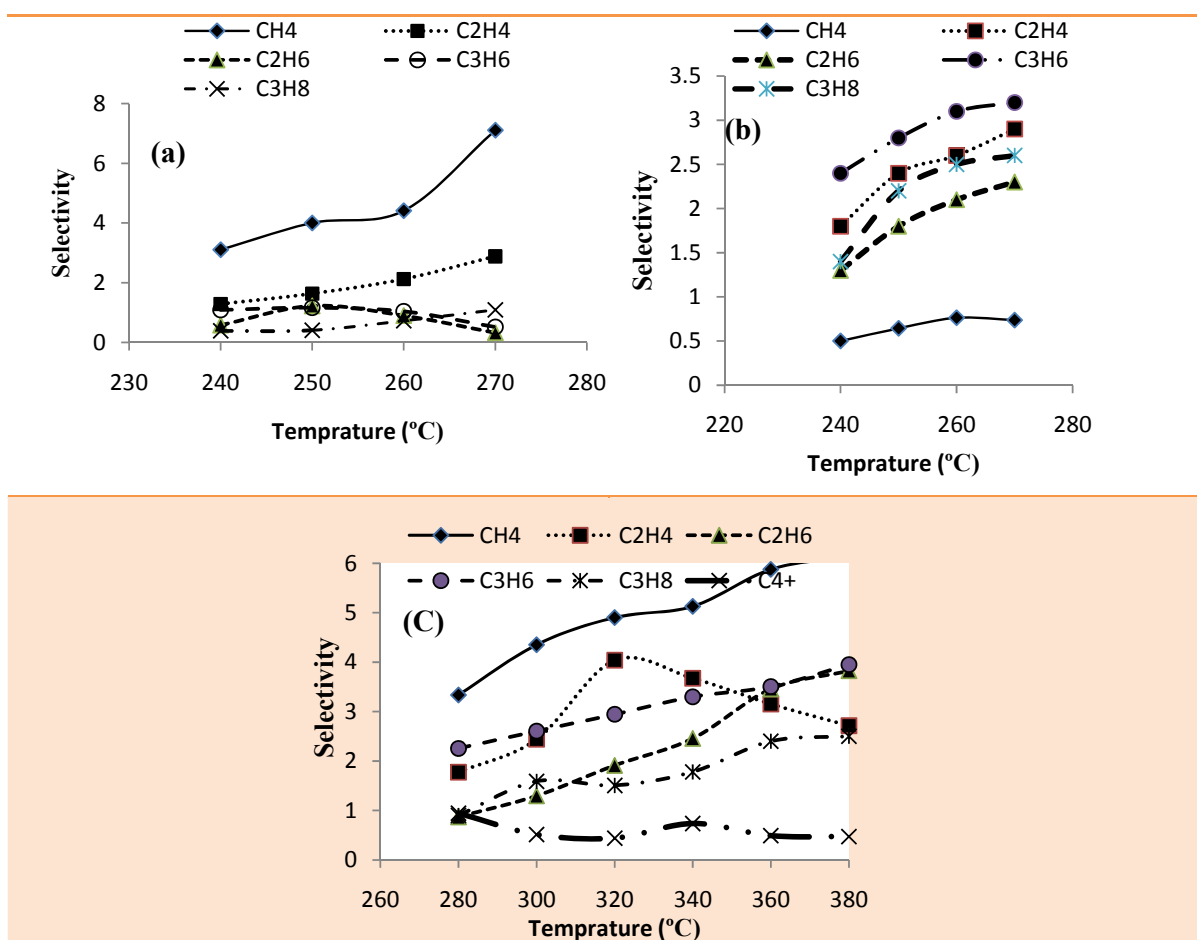 CH4 C2H4
C2H6 C3H6
C3H8
(a)
Selectivity
8
6
4
2
0
230 240 250 260 270 280
Temprature (ºC)
CH4 C2H4
C2H6 C3H6
C3H8
(b)
Selectivity
3.5
3
2.5
2
1.5
1
0.5
0
220 240 260 280
Temprature (ºC)
CH4 C2H4 C2H6
C3H6 C3H8 C4+
(C)
Selectivity
6
5
4
3
2
1
0
260 280 300 320 340 360 380
Temprature (ºC)